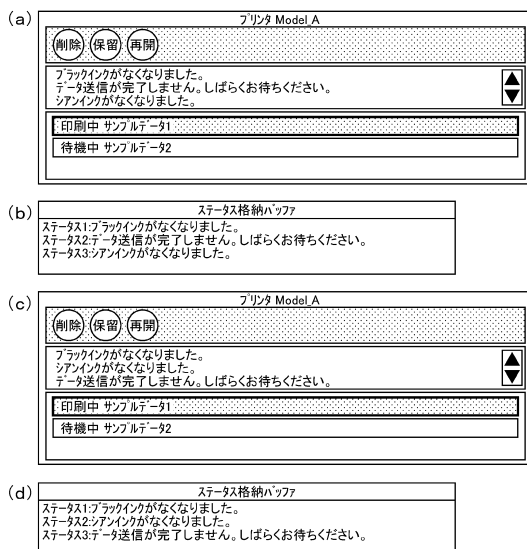 (a)
プリンタ Model_A
削除 保留 再開
ブラックインクがなくなりました。
データ送信が完了しません。しばらくお待ちください。
シアンインクがなくなりました。
印刷中 サンプルデータ1
待機中 サンプルデータ2
(b)
ステータス格納バッファ
ステータス1:ブラックインクがなくなりました。
ステータス2:データ送信が完了しません。しばらくお待ちください。
ステータス3:シアンインクがなくなりました。
(c)
プリンタ Model_A
削除 保留 再開
ブラックインクがなくなりました。
シアンインクがなくなりました。
データ送信が完了しません。しばらくお待ちください。
印刷中 サンプルデータ1
待機中 サンプルデータ2
(d)
ステータス格納バッファ
ステータス1:ブラックインクがなくなりました。
ステータス2:シアンインクがなくなりました。
ステータス3:データ送信が完了しません。しばらくお待ちください。